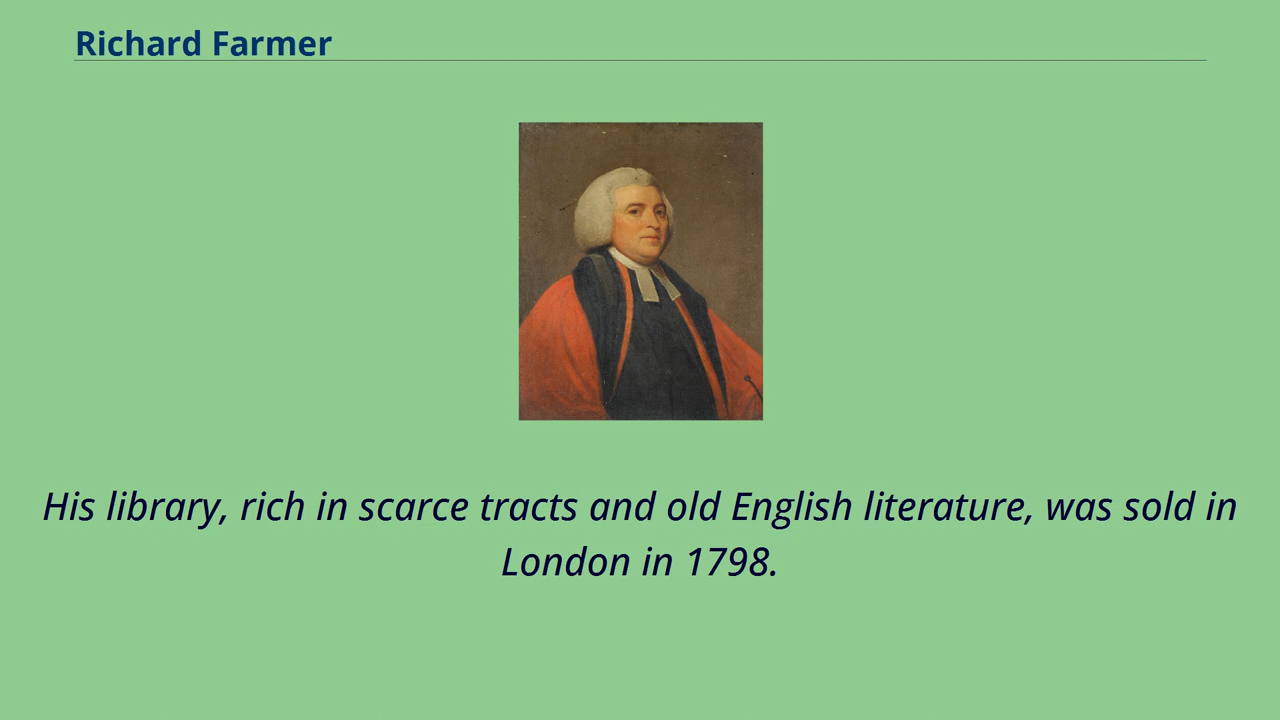 Richard Farmer
His library, rich in scarce tracts and old English literature, was sold in
London in 1798.